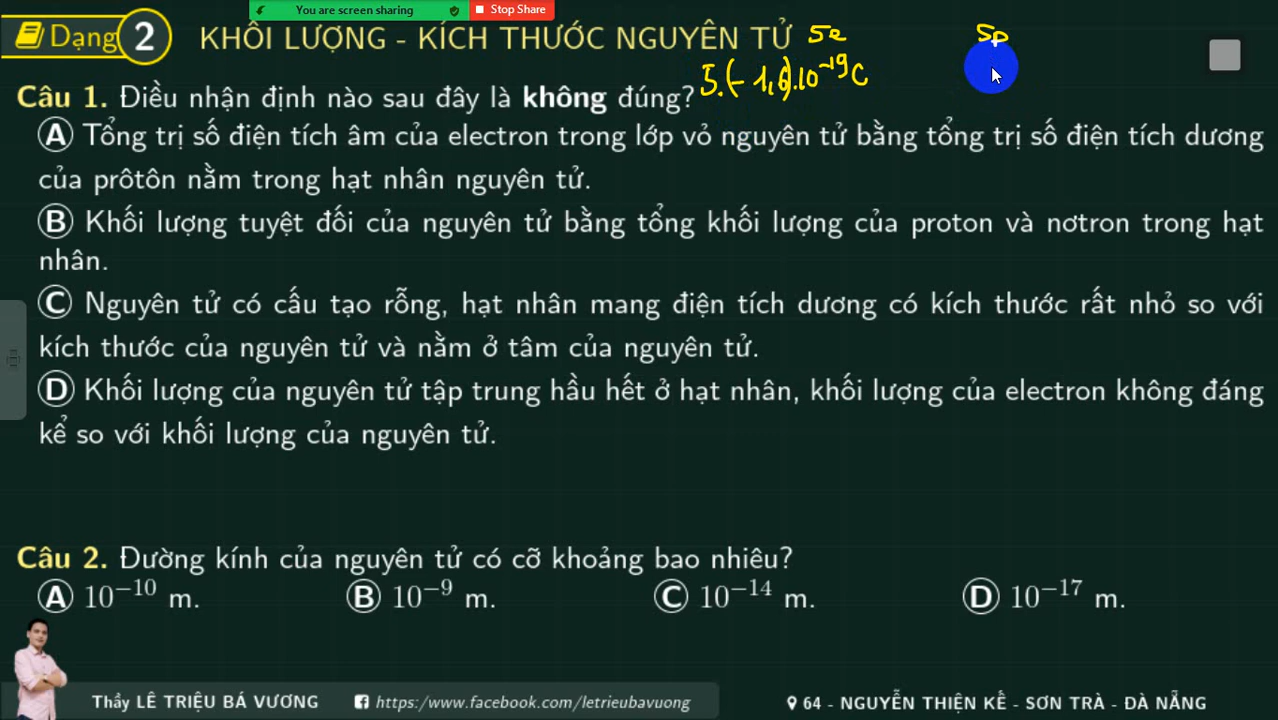 You are screen sharing Stop Share
Dạng 2 KHỐI LƯỢNG - KÍCH THƯỚC NGUYÊN TỬ 5e 5p
5.(-1,6).10⁻¹⁹C
Câu 1. Điều nhận định nào sau đây là không đúng?
A Tổng trị số điện tích âm của electron trong lớp vỏ nguyên tử bằng tổng trị số điện tích dương
của prôtôn nằm trong hạt nhân nguyên tử.
B Khối lượng tuyệt đối của nguyên tử bằng tổng khối lượng của proton và nơtron trong hạt
nhân.
C Nguyên tử có cấu tạo rỗng, hạt nhân mang điện tích dương có kích thước rất nhỏ so với
kích thước của nguyên tử và nằm ở tâm của nguyên tử.
D Khối lượng của nguyên tử tập trung hầu hết ở hạt nhân, khối lượng của electron không đáng
kể so với khối lượng của nguyên tử.
Câu 2. Đường kính của nguyên tử có cỡ khoảng bao nhiêu?
A 10⁻¹⁰ m. B 10⁻⁹ m. C 10⁻¹⁴ m. D 10⁻¹⁷ m.
Thầy LÊ TRIỆU BÁ VƯƠNG https://www.facebook.com/letrieubavuong 64 - NGUYỄN THIỆN KẾ - SƠN TRÀ - ĐÀ NẴNG